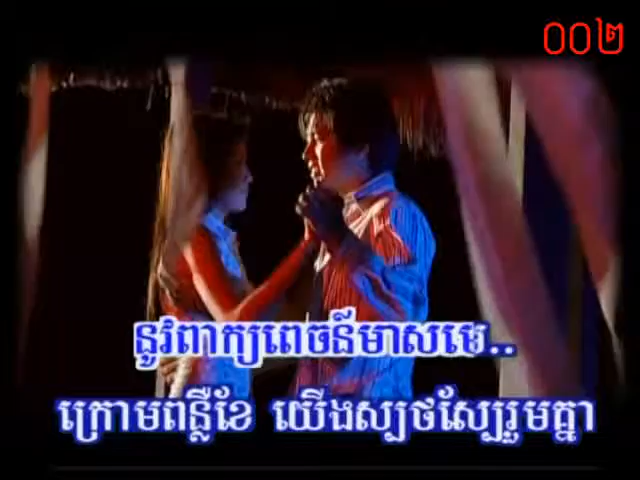 ០០២
នូវពាក្យពេចន៍មាសមេ..
ក្រោមពន្លឺខែ យើងស្បថស្បែរួមគ្នា